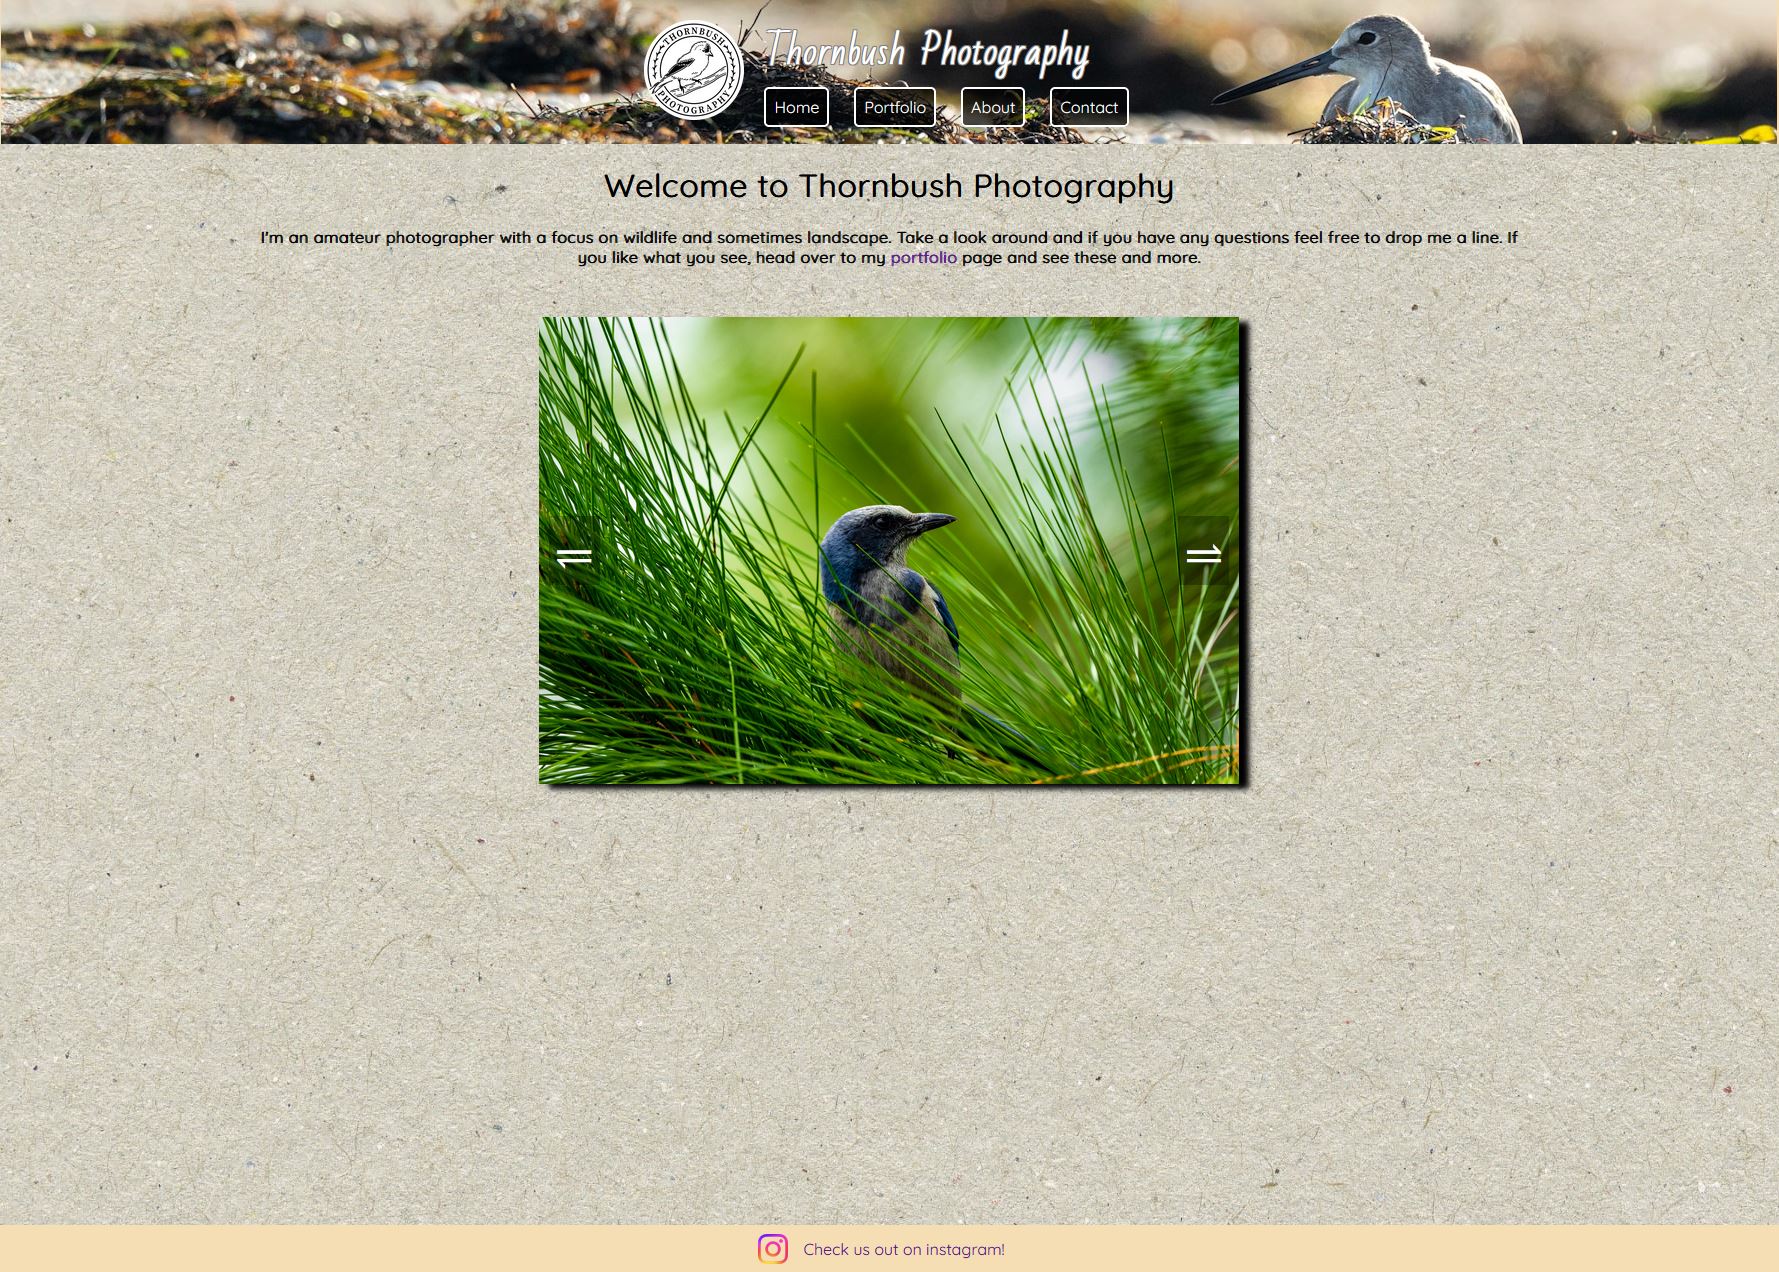 THORNBUSH
PHOTOGRAPHY
Thornbush Photography
Home
Portfolio
About
Contact
Welcome to Thornbush Photography
I'm an amateur photographer with a focus on wildlife and sometimes landscape. Take a look around and if you have any questions feel free to drop me a line. If
you like what you see, head over to my portfolio page and see these and more.
Check us out on instagram!